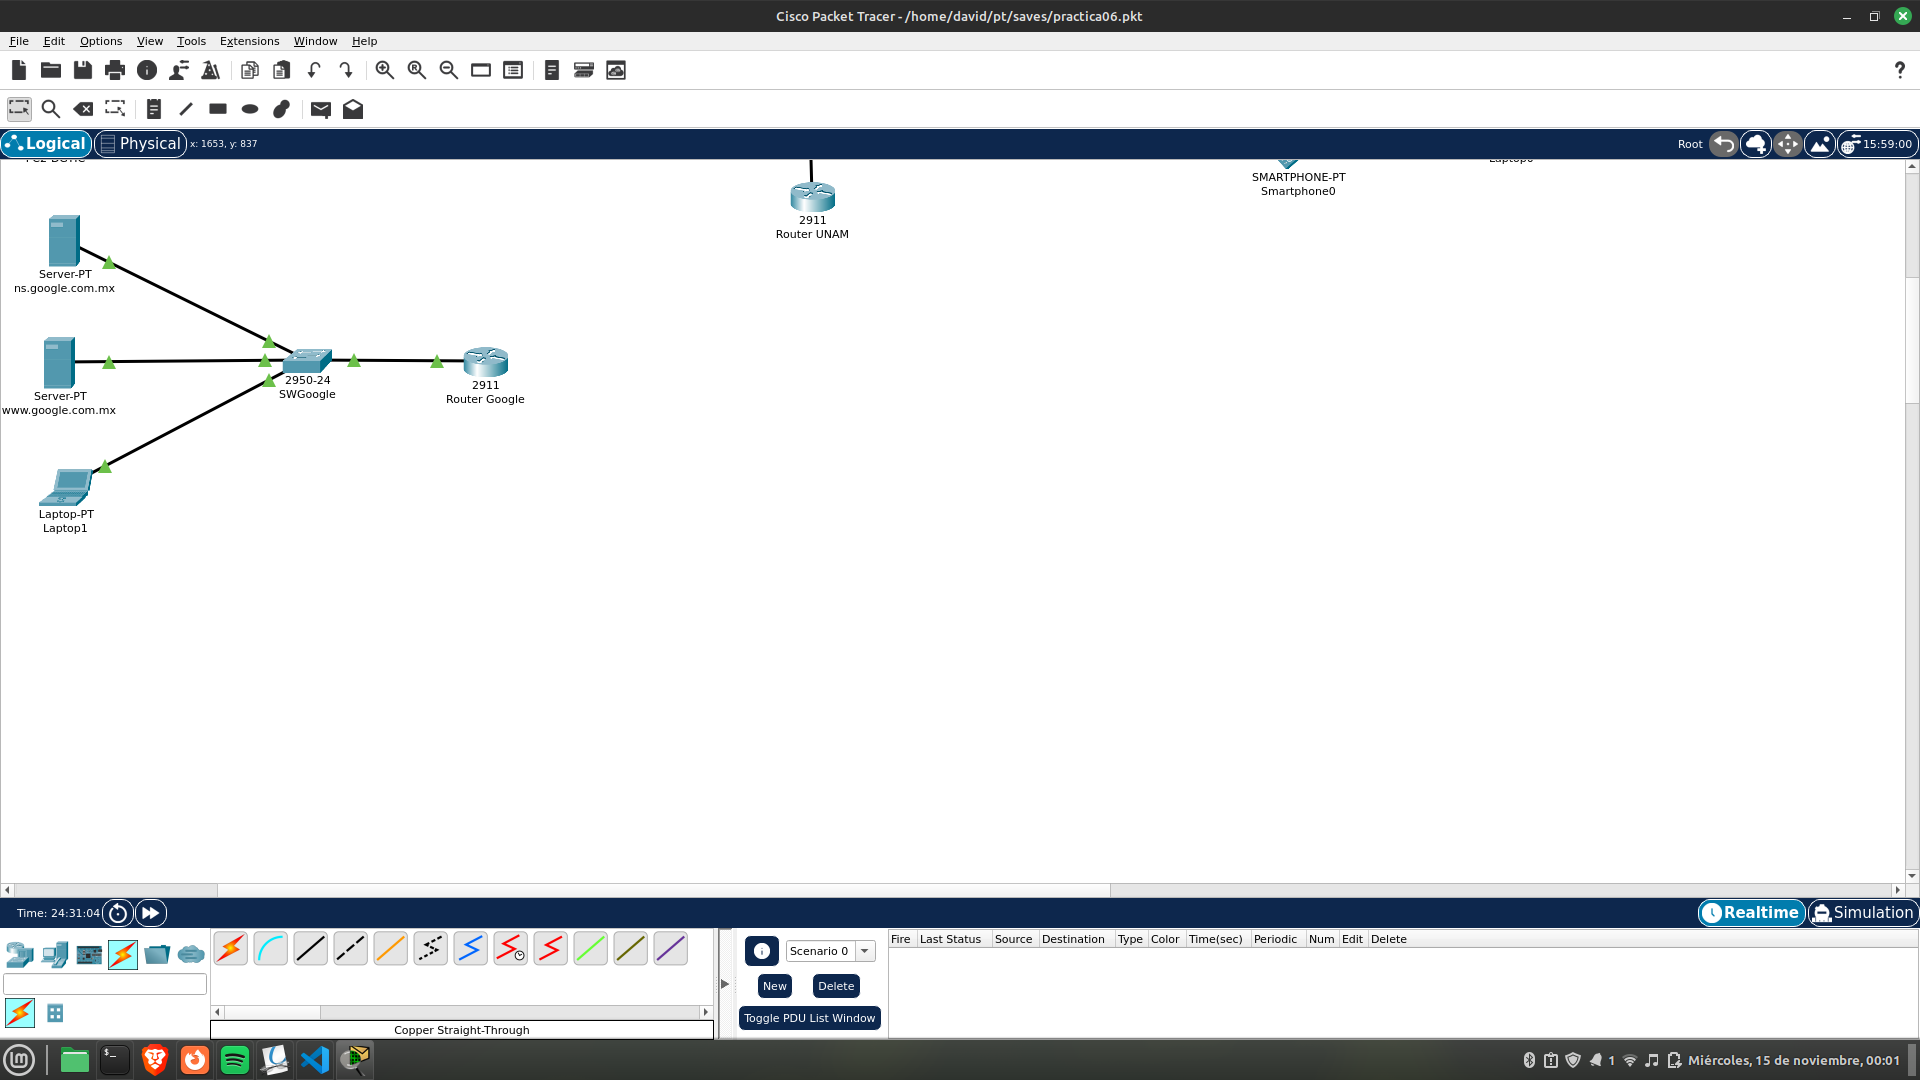 Cisco Packet Tracer - /home/david/pt/saves/practica06.pkt
File Edit Options View Tools Extensions Window Help
Logical Physical x: 1653, y: 837 Root 15:59:00
SMARTPHONE-PT
Smartphone0
2911
Router UNAM
Server-PT
ns.google.com.mx
Server-PT
www.google.com.mx
2950-24
SWGoogle
2911
Router Google
Laptop-PT
Laptop1
Time: 24:31:04 Realtime Simulation
Fire Last Status Source Destination Type Color Time(sec) Periodic Num Edit Delete
Scenario 0
New Delete
Toggle PDU List Window
Copper Straight-Through
1 Miércoles, 15 de noviembre, 00:01